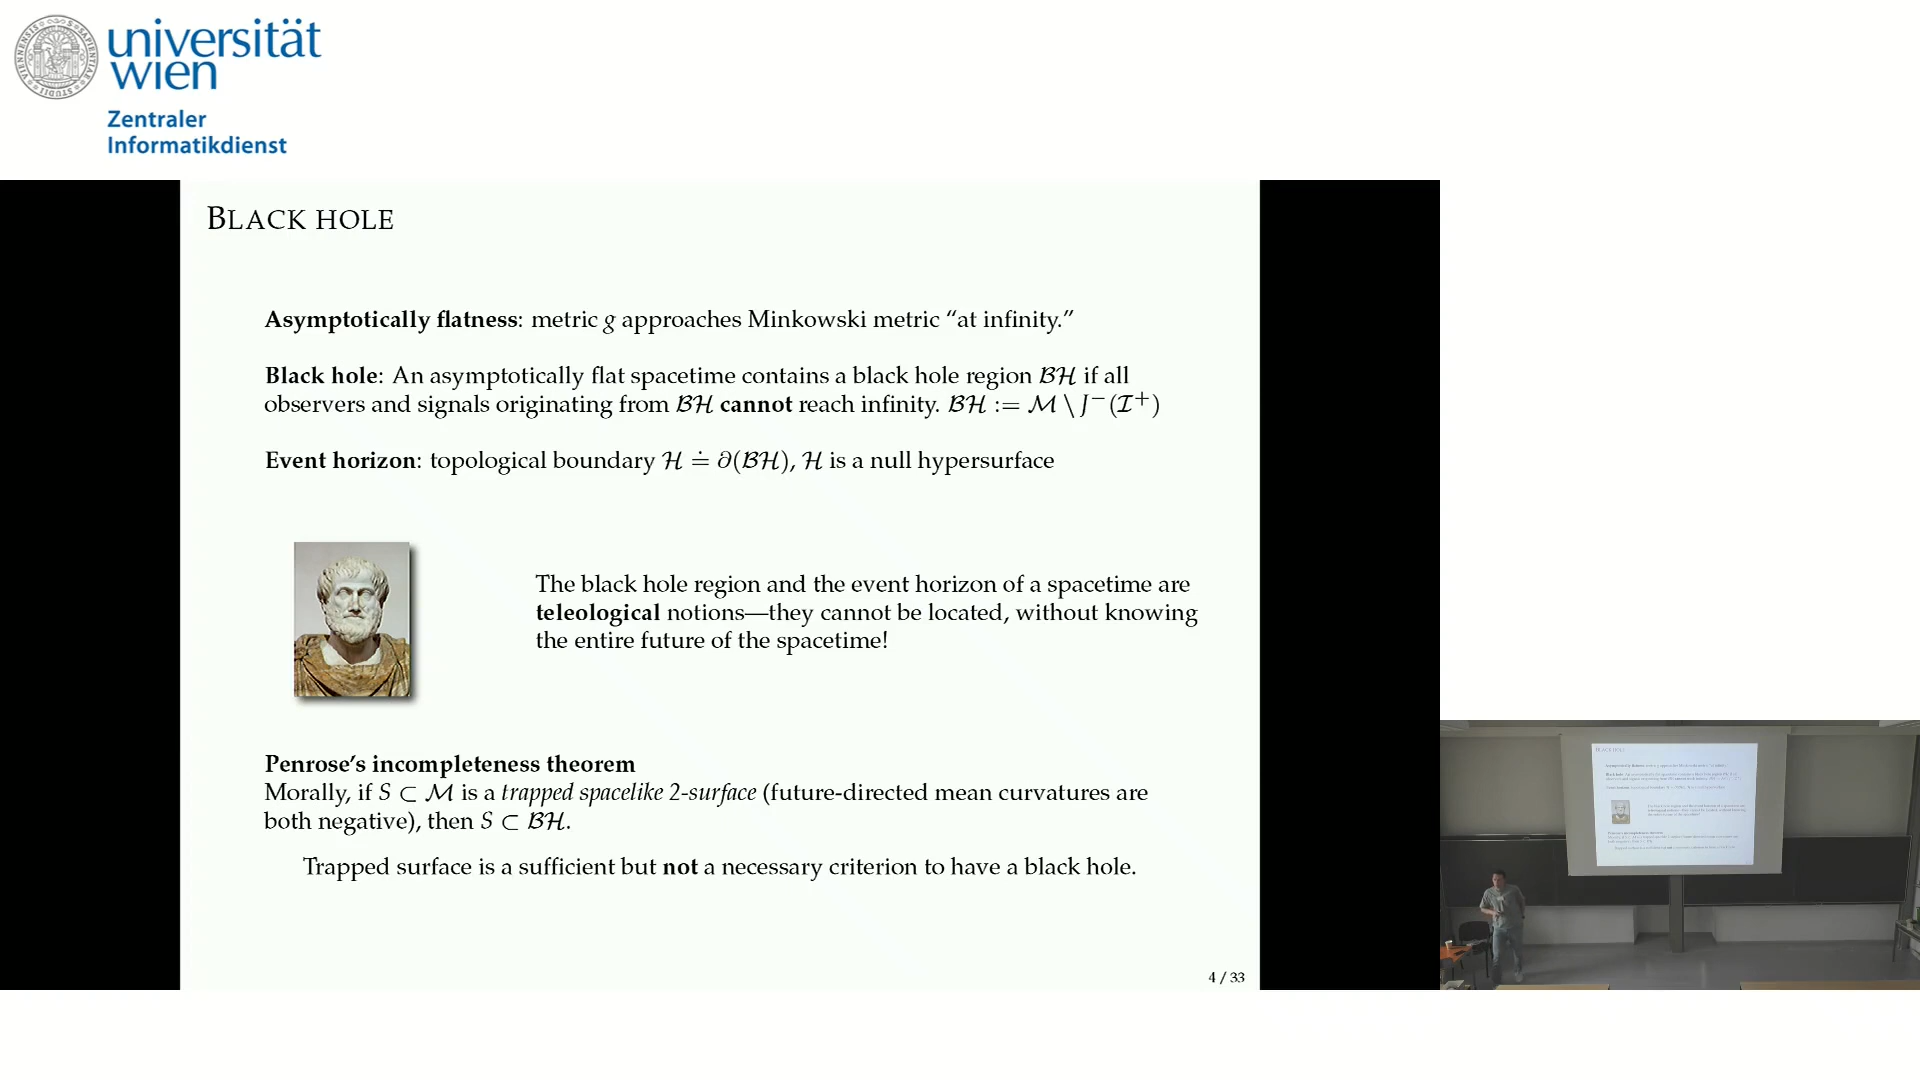 universität
wien
Zentraler
Informatikdienst
BLACK HOLE
Asymptotically flatness: metric g approaches Minkowski metric “at infinity.”
Black hole: An asymptotically flat spacetime contains a black hole region 𝓑𝓗 if all
observers and signals originating from 𝓑𝓗 cannot reach infinity. 𝓑𝓗 := 𝓜 \ J⁻(𝓘⁺)
Event horizon: topological boundary 𝓗 ≐ ∂(𝓑𝓗), 𝓗 is a null hypersurface
The black hole region and the event horizon of a spacetime are
teleological notions—they cannot be located, without knowing
the entire future of the spacetime!
Penrose’s incompleteness theorem
Morally, if S ⊂ 𝓜 is a trapped spacelike 2-surface (future-directed mean curvatures are
both negative), then S ⊂ 𝓑𝓗.
Trapped surface is a sufficient but not a necessary criterion to have a black hole.
4 / 33